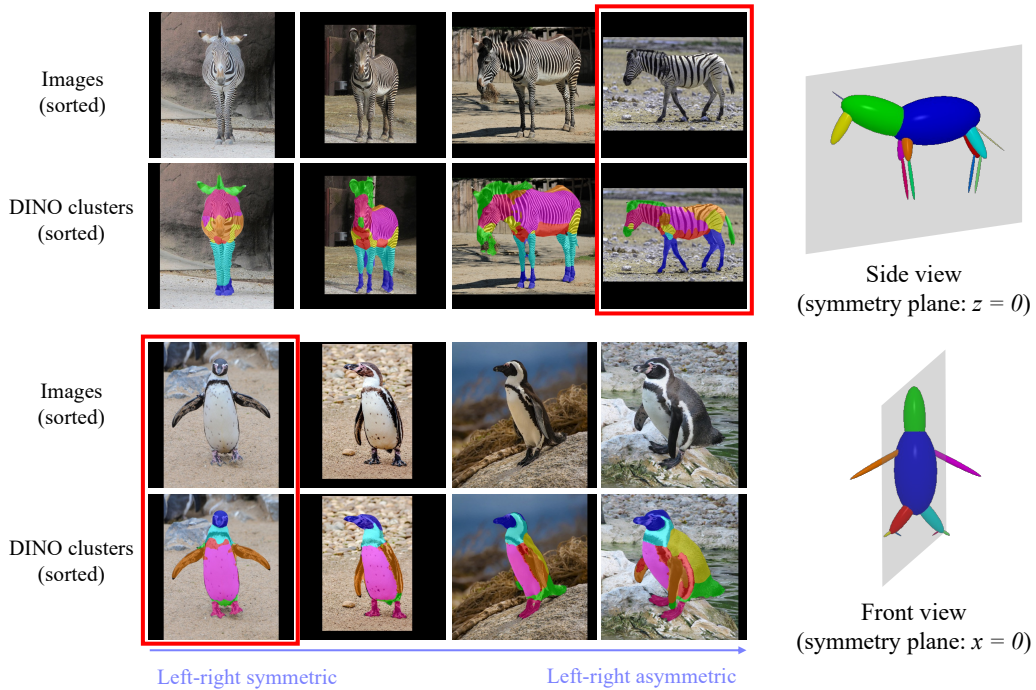 Images
(sorted)
DINO clusters
(sorted)
Side view
(symmetry plane: z = 0)
Images
(sorted)
DINO clusters
(sorted)
Front view
(symmetry plane: x = 0)
Left-right symmetric
Left-right asymmetric